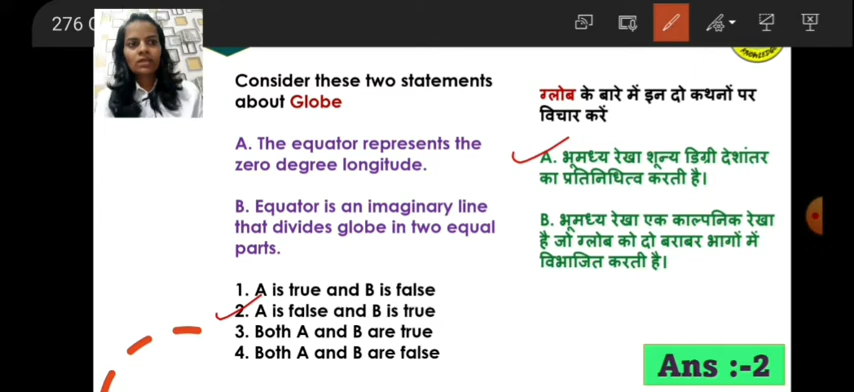 276
Consider these two statements
about Globe
A. The equator represents the
zero degree longitude.
B. Equator is an imaginary line
that divides globe in two equal
parts.
1. A is true and B is false
2. A is false and B is true
3. Both A and B are true
4. Both A and B are false
ग्लोब के बारे में इन दो कथनों पर
विचार करें
A. भूमध्य रेखा शून्य डिग्री देशांतर
का प्रतिनिधित्व करती है।
B. भूमध्य रेखा एक काल्पनिक रेखा
है जो ग्लोब को दो बराबर भागों में
विभाजित करती है।
Ans :-2